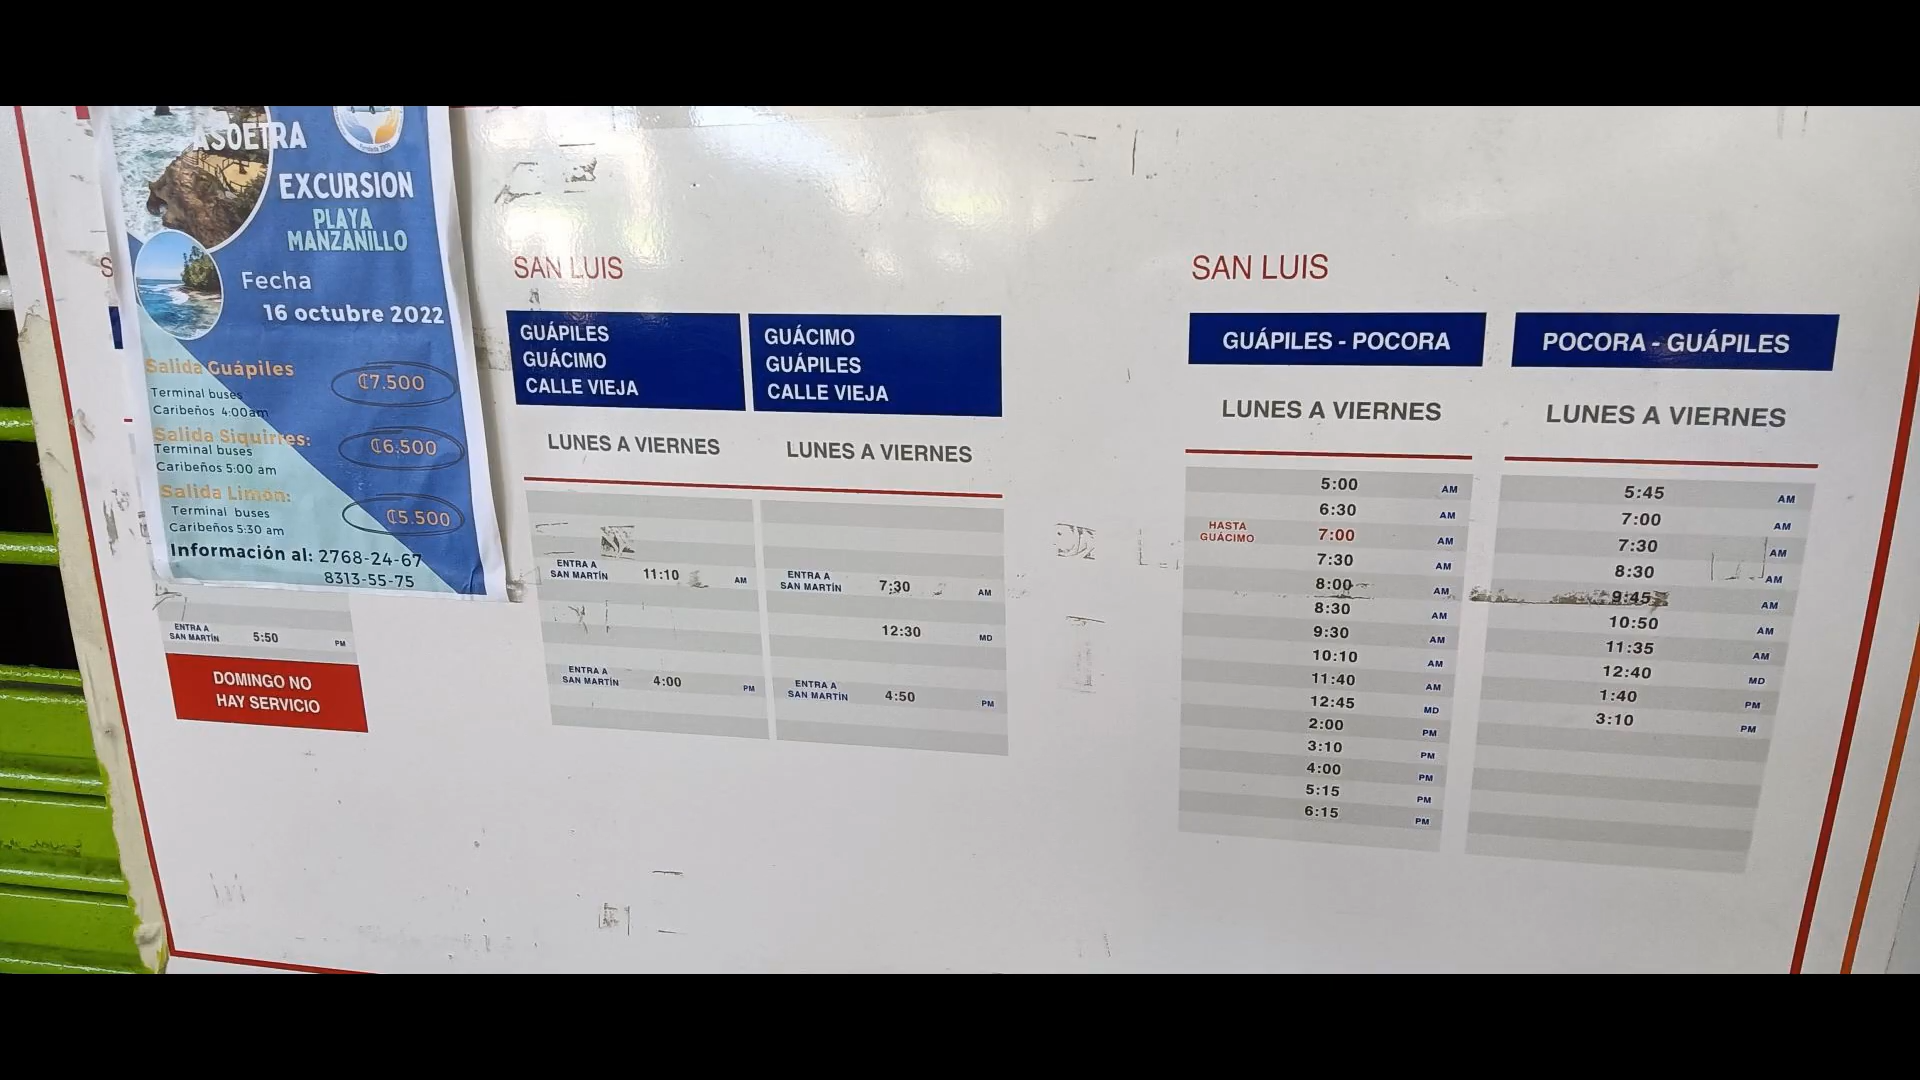 ASOETRA
EXCURSION
PLAYA
MANZANILLO
Fecha
16 octubre 2022
Salida Guápiles
₡7.500
Terminal buses
Caribeños 4:00am
Salida Siquirres:
₡6.500
Terminal buses
Caribeños 5:00 am
Salida Limón:
₡5.500
Terminal buses
Caribeños 5:30 am
Información al: 2768-24-67
8313-55-75
S
ENTRA A
SAN MARTÍN 5:50 PM
DOMINGO NO
HAY SERVICIO
SAN LUIS
GUÁPILES
GUÁCIMO
CALLE VIEJA
LUNES A VIERNES
ENTRA A
SAN MARTÍN 11:10 AM
ENTRA A
SAN MARTÍN 4:00 PM
GUÁCIMO
GUÁPILES
CALLE VIEJA
LUNES A VIERNES
ENTRA A
SAN MARTÍN 7:30 AM
12:30 MD
ENTRA A
SAN MARTÍN 4:50 PM
SAN LUIS
GUÁPILES - POCORA
LUNES A VIERNES
5:00 AM
6:30 AM
HASTA
GUÁCIMO 7:00 AM
7:30 AM
8:00 AM
8:30 AM
9:30 AM
10:10 AM
11:40 AM
12:45 MD
2:00 PM
3:10 PM
4:00 PM
5:15 PM
6:15 PM
POCORA - GUÁPILES
LUNES A VIERNES
5:45 AM
7:00 AM
7:30 AM
8:30 AM
9:45 AM
10:50 AM
11:35 AM
12:40 MD
1:40 PM
3:10 PM